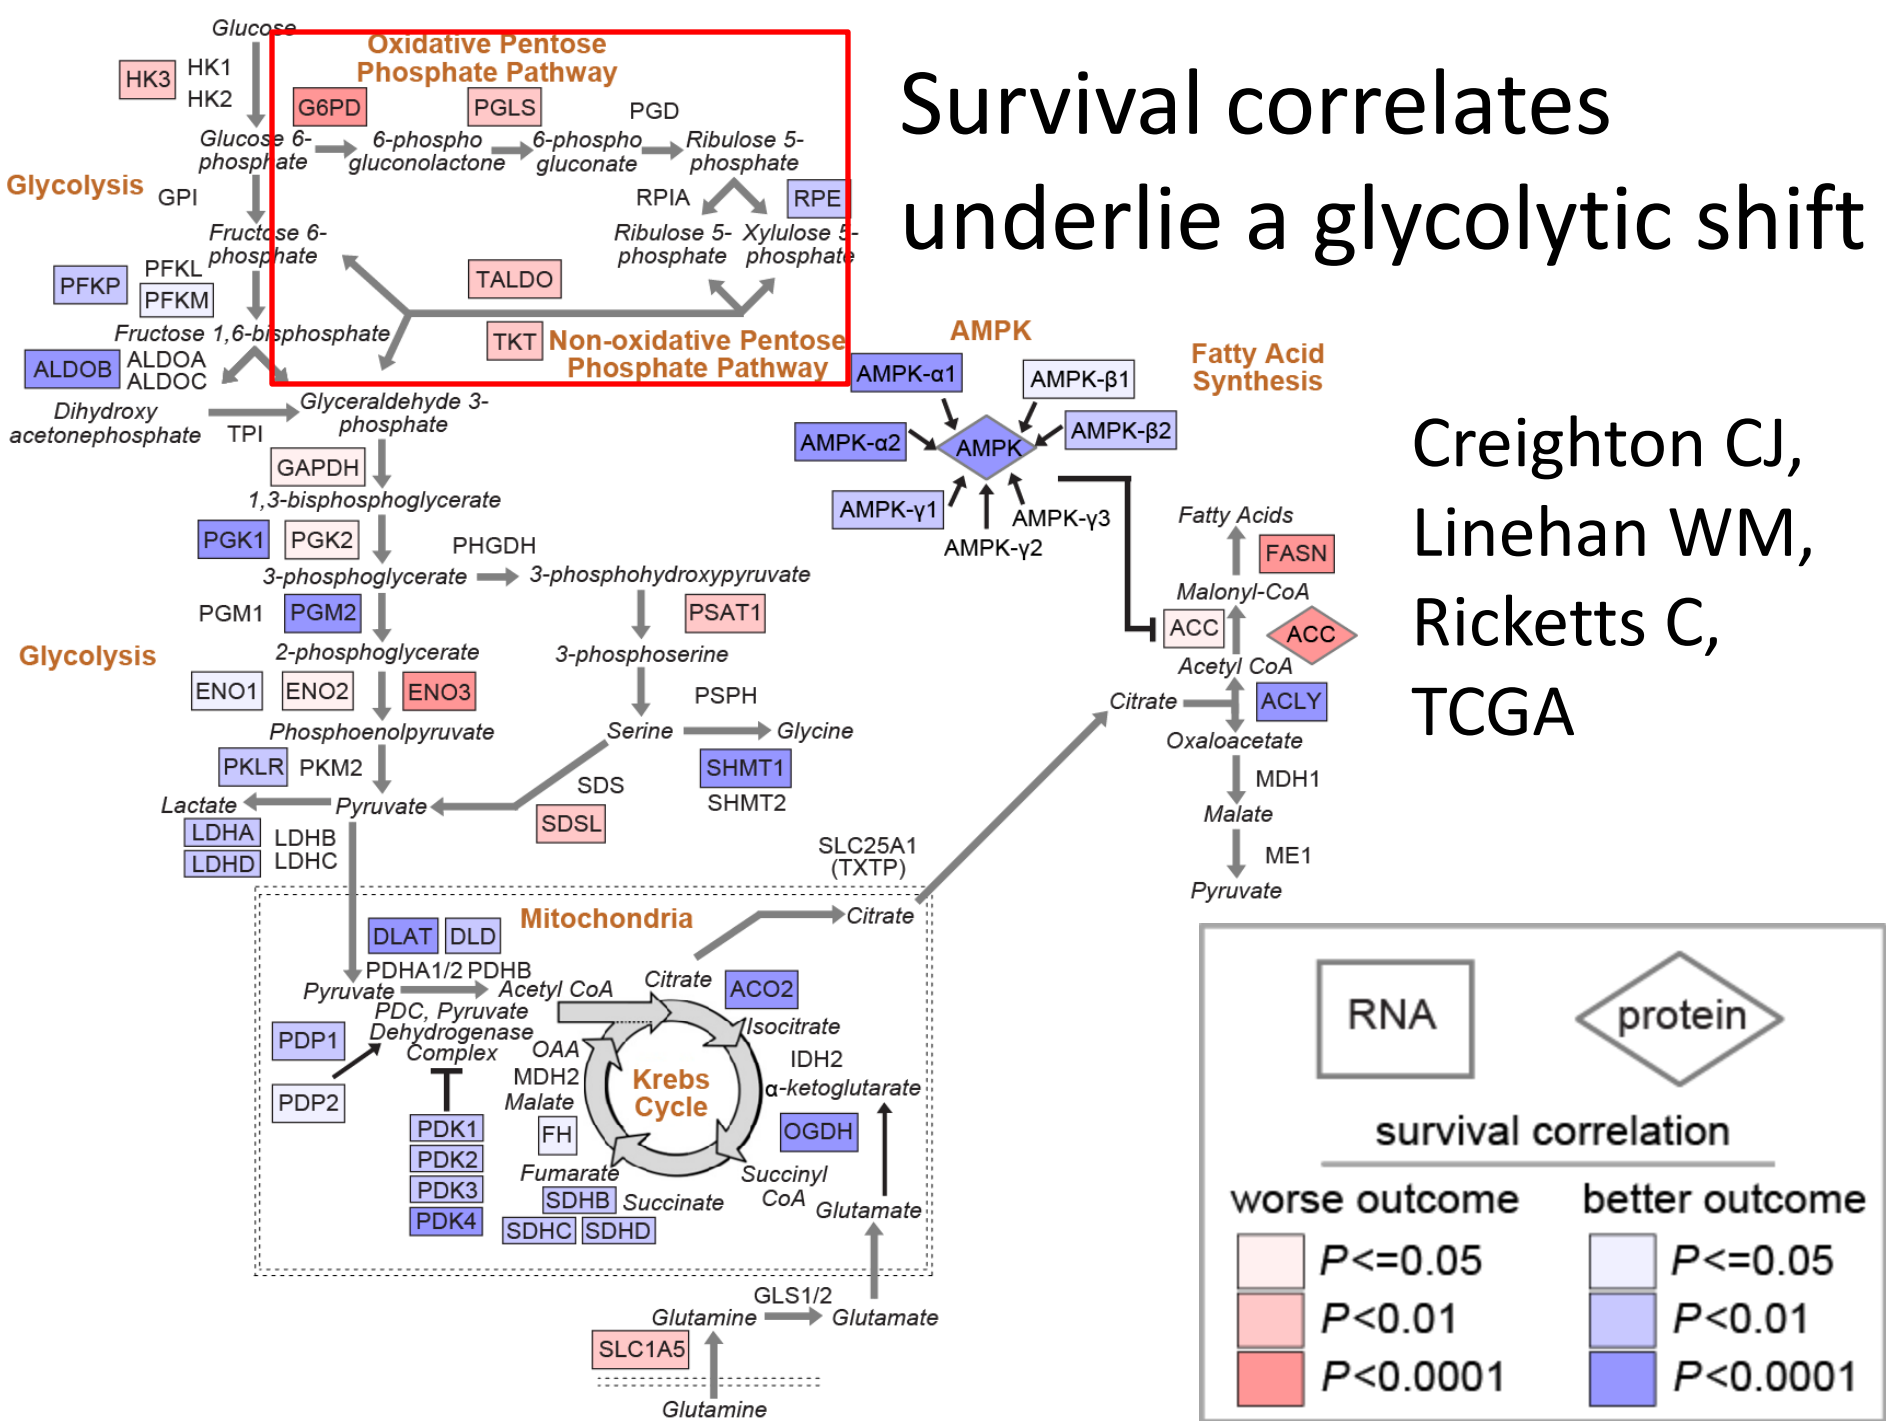 Survival correlates
underlie a glycolytic shift
Creighton CJ,
Linehan WM,
Ricketts C,
TCGA
Glucose
HK3
HK1
HK2
Oxidative Pentose
Phosphate Pathway
G6PD
PGLS
PGD
Glucose 6-
phosphate
6-phospho
gluconolactone
6-phospho
gluconate
Ribulose 5-
phosphate
Glycolysis
GPI
RPIA
RPE
Fructose 6-
phosphate
Ribulose 5-
phosphate
Xylulose 5-
phosphate
PFKP
PFKL
PFKM
TALDO
Fructose 1,6-bisphosphate
TKT
Non-oxidative Pentose
Phosphate Pathway
ALDOB
ALDOA
ALDOC
Dihydroxy
acetonephosphate
TPI
Glyceraldehyde 3-
phosphate
GAPDH
1,3-bisphosphoglycerate
PGK1
PGK2
PHGDH
3-phosphoglycerate
3-phosphohydroxypyruvate
PGM1
PGM2
PSAT1
Glycolysis
2-phosphoglycerate
3-phosphoserine
ENO1
ENO2
ENO3
PSPH
Phosphoenolpyruvate
Serine
Glycine
PKLR
PKM2
SHMT1
SHMT2
SDS
SDSL
Lactate
Pyruvate
LDHA
LDHD
LDHB
LDHC
AMPK
AMPK-α1
AMPK-β1
AMPK-α2
AMPK
AMPK-β2
AMPK-γ1
AMPK-γ2
AMPK-γ3
Fatty Acid
Synthesis
Fatty Acids
FASN
Malonyl-CoA
ACC
ACC
Acetyl CoA
Citrate
ACLY
Oxaloacetate
MDH1
Malate
ME1
Pyruvate
SLC25A1
(TXTP)
Mitochondria
Citrate
DLAT
DLD
PDHA1/2 PDHB
Pyruvate
Acetyl CoA
PDC, Pyruvate
Dehydrogenase
Complex
PDP1
PDP2
PDK1
PDK2
PDK3
PDK4
Citrate
ACO2
Isocitrate
IDH2
α-ketoglutarate
OGDH
Succinyl
CoA
Krebs
Cycle
OAA
MDH2
Malate
FH
Fumarate
SDHB
Succinate
SDHC
SDHD
Glutamate
GLS1/2
Glutamine
Glutamate
SLC1A5
Glutamine
RNA
protein
survival correlation
worse outcome
better outcome
P<=0.05
P<=0.05
P<0.01
P<0.01
P<0.0001
P<0.0001